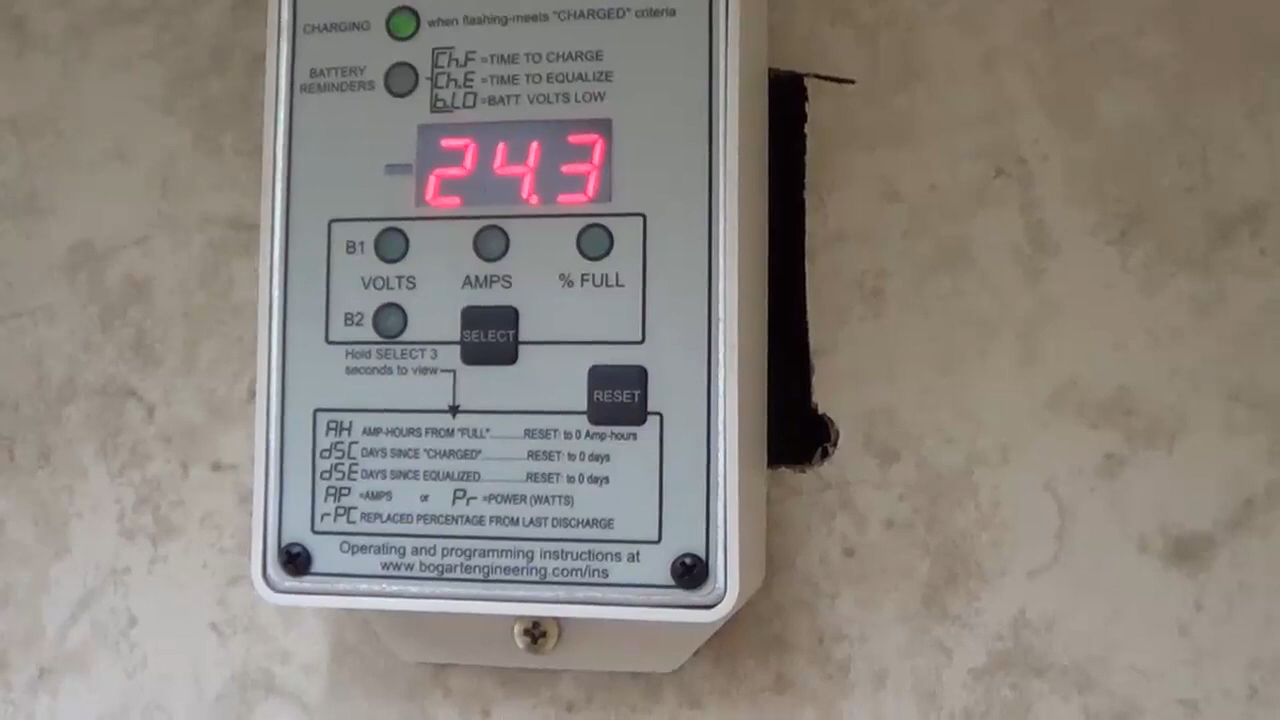 CHARGING when flashing-meets "CHARGED" criteria
BATTERY REMINDERS
Ch.F =TIME TO CHARGE
Ch.E =TIME TO EQUALIZE
b.LO =BATT VOLTS LOW
24.3
B1
VOLTS AMPS % FULL
B2
SELECT
Hold SELECT 3
seconds to view
RESET
AH AMP-HOURS FROM "FULL"........RESET: to 0 Amp-hours
dSC DAYS SINCE "CHARGED"..........RESET: to 0 days
dSE DAYS SINCE EQUALIZED..........RESET: to 0 days
AP =AMPS or Pr =POWER (WATTS)
rPC REPLACED PERCENTAGE FROM LAST DISCHARGE
Operating and programming instructions at
www.bogartengineering.com/ins